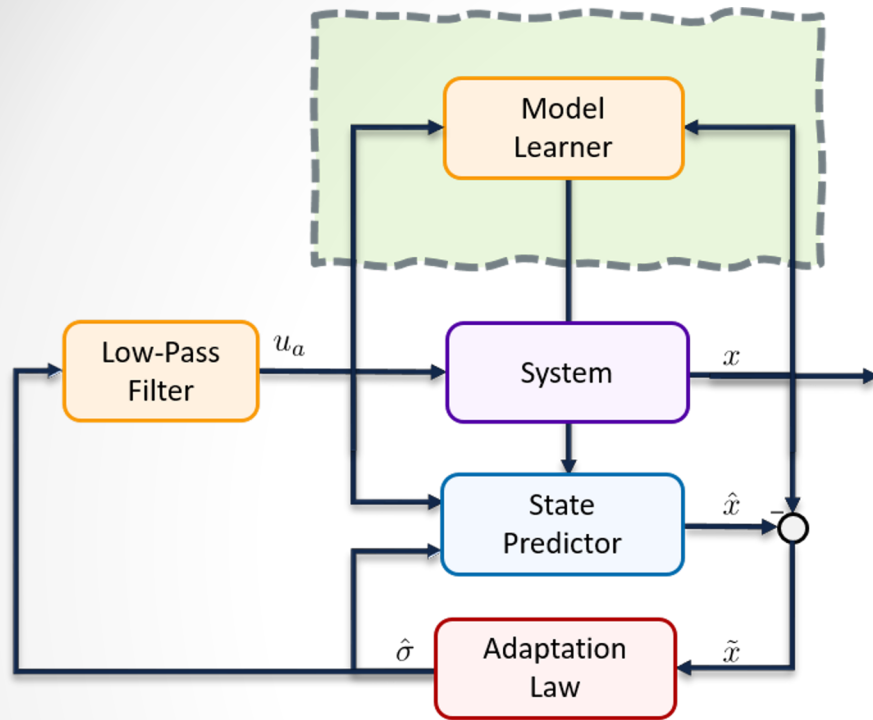 Model
Learner
Low-Pass
Filter
u_a
System
x
State
Predictor
x̂
−
Adaptation
Law
σ̂
x̃